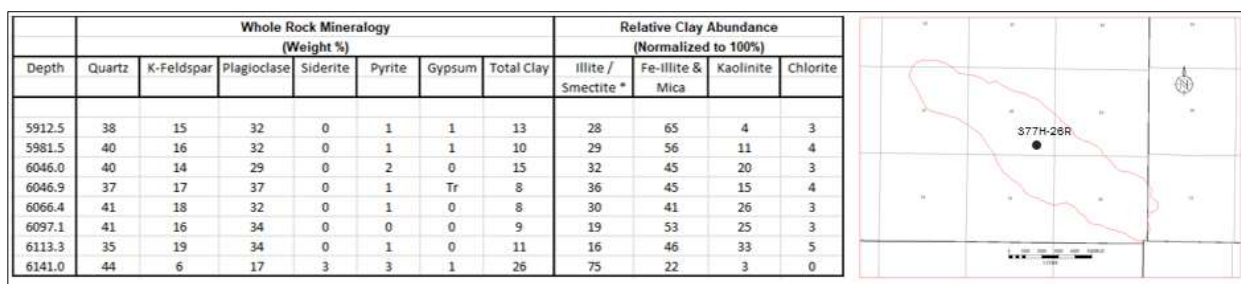 Whole Rock Mineralogy Relative Clay Abundance
(Weight %) (Normalized to 100%)
Depth Quartz K-Feldspar Plagioclase Siderite Pyrite Gypsum Total Clay Illite / Fe-Illite & Kaolinite Chlorite
Smectite * Mica
5912.5 38 15 32 0 1 1 13 28 65 4 3
5981.5 40 16 32 0 1 1 10 29 56 11 4
6046.0 40 14 29 0 2 0 15 32 45 20 3
6046.9 37 17 37 0 1 Tr 8 36 45 15 4
6066.4 41 18 32 0 1 0 8 30 41 26 3
6097.1 41 16 34 0 0 0 9 19 53 25 3
6113.3 35 19 34 0 1 0 11 16 46 33 5
6141.0 44 6 17 3 3 1 26 75 22 3 0
N
377H-26R